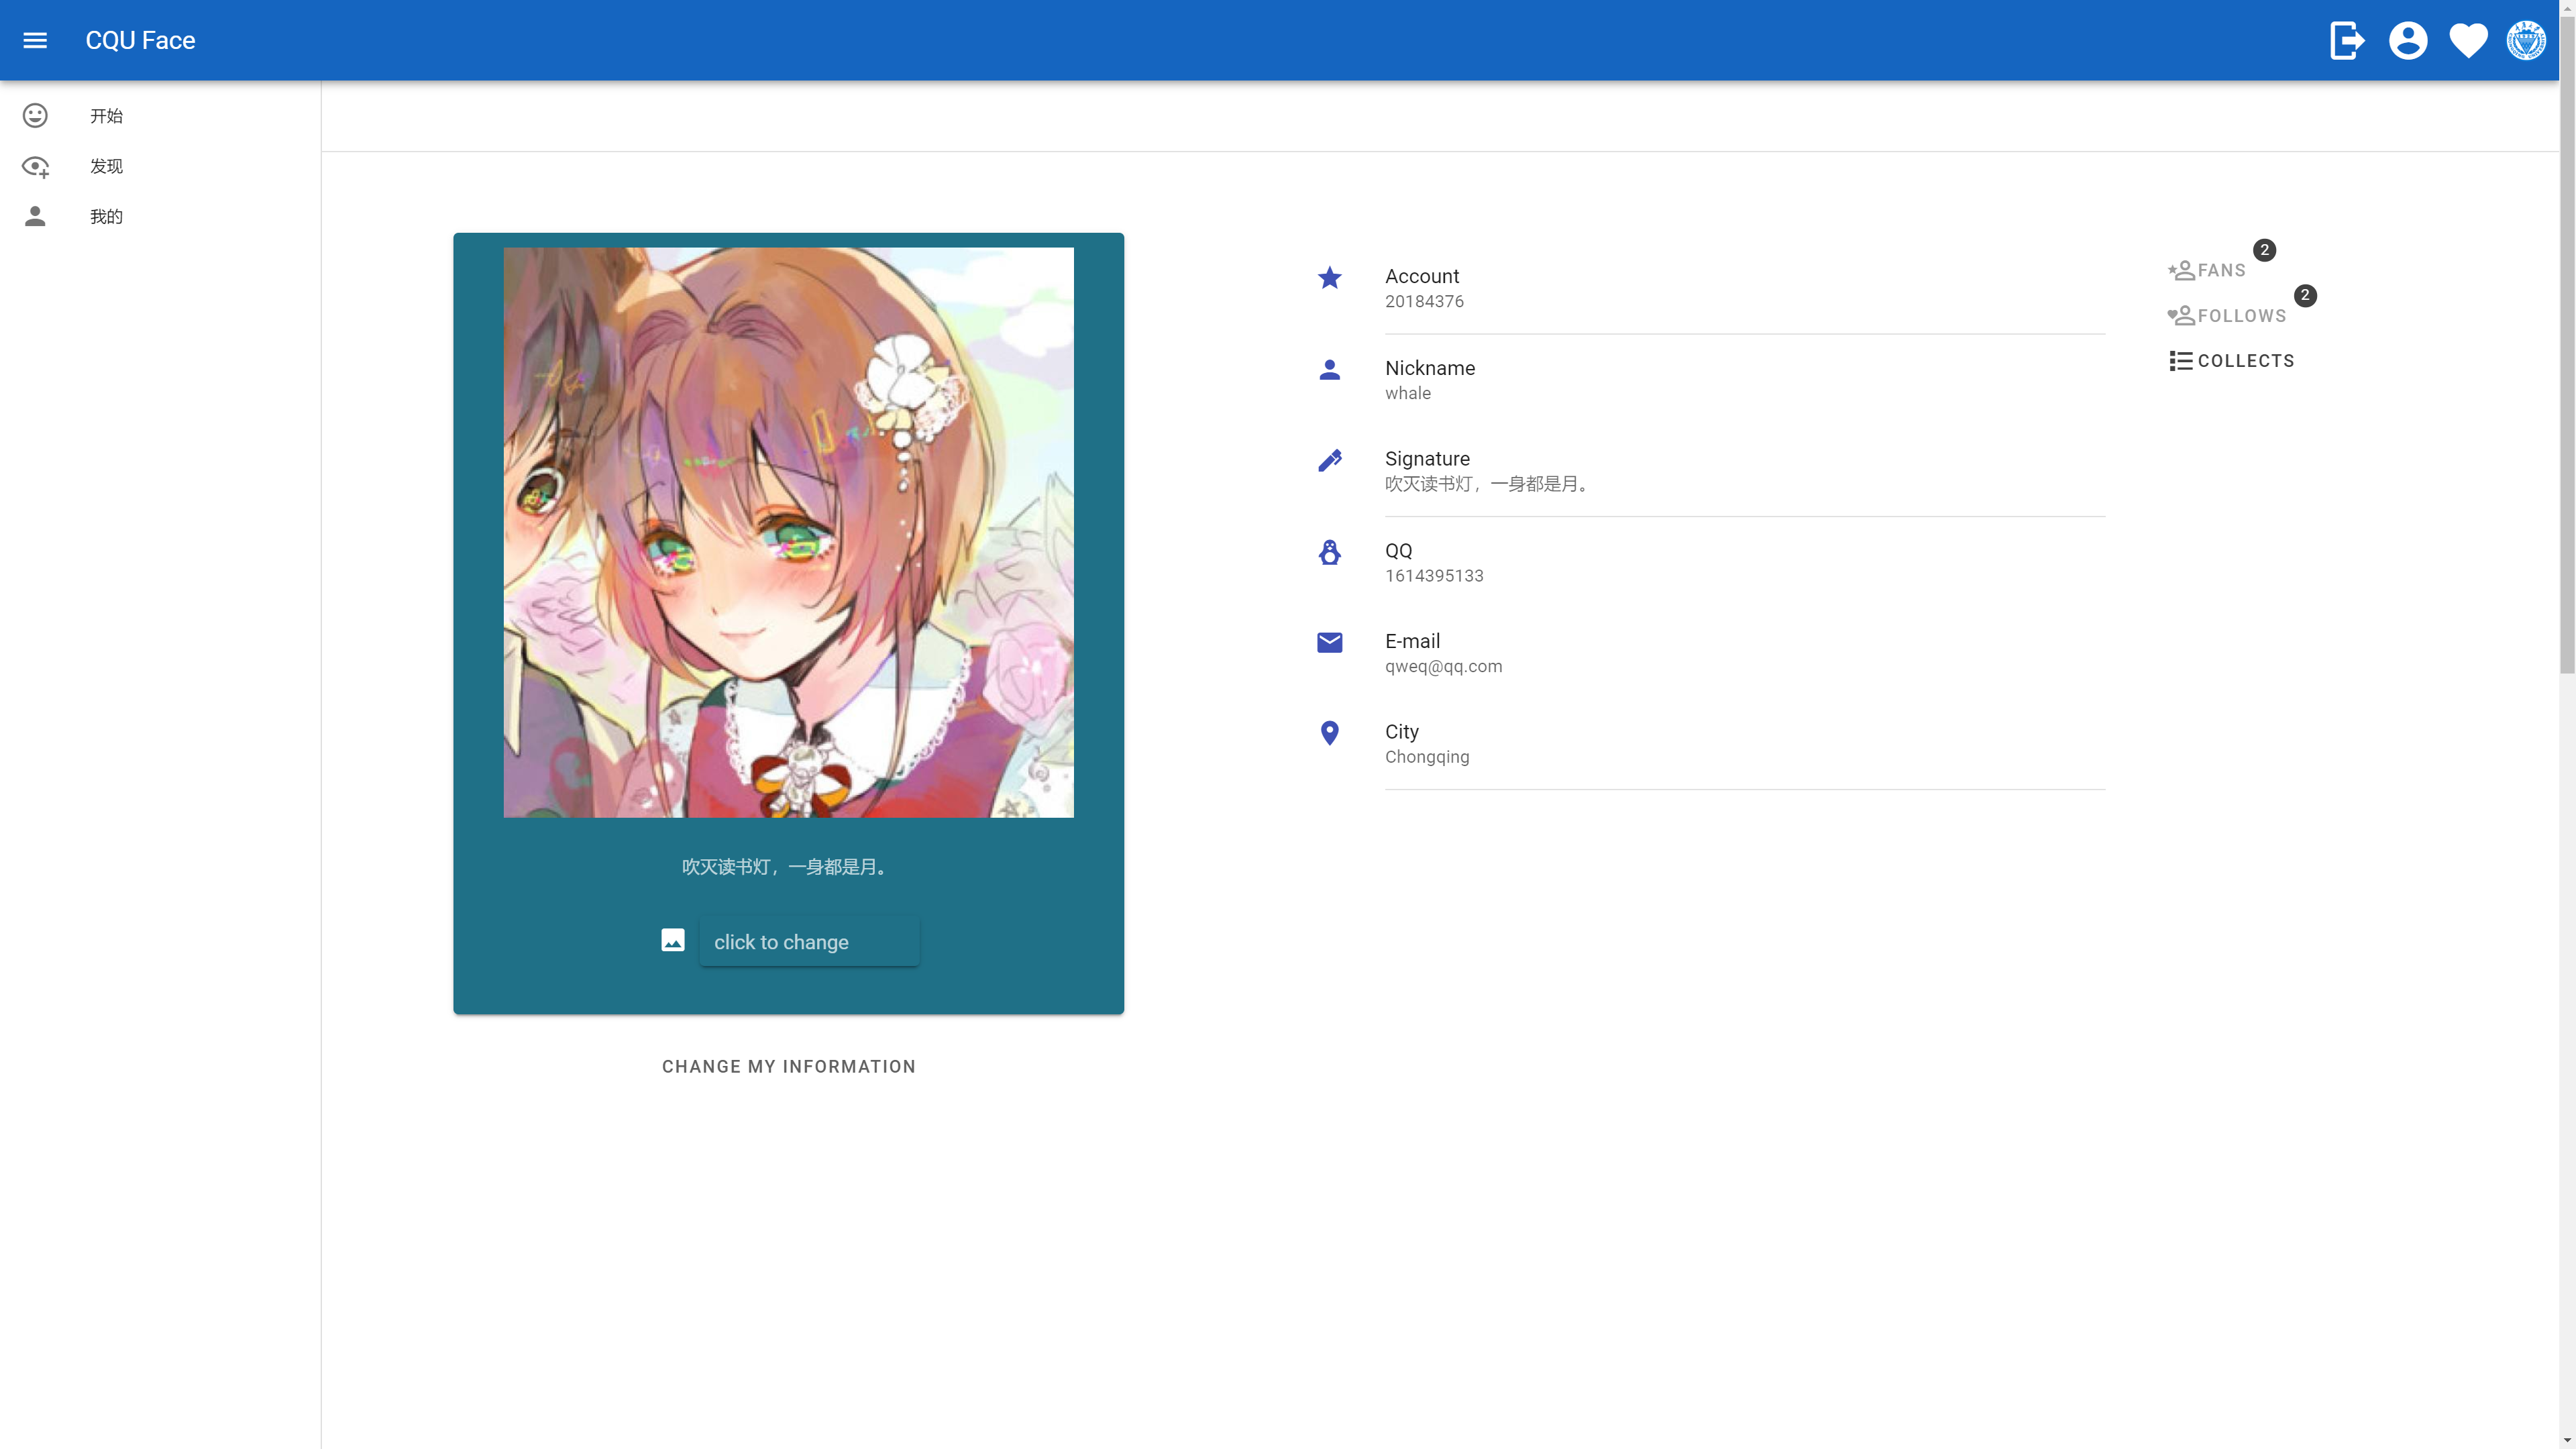 CQU Face
开始
发现
我的
吹灭读书灯，一身都是月。
click to change
CHANGE MY INFORMATION
Account
20184376
Nickname
whale
Signature
吹灭读书灯，一身都是月。
QQ
1614395133
E-mail
qweq@qq.com
City
Chongqing
FANS 2
FOLLOWS 2
COLLECTS